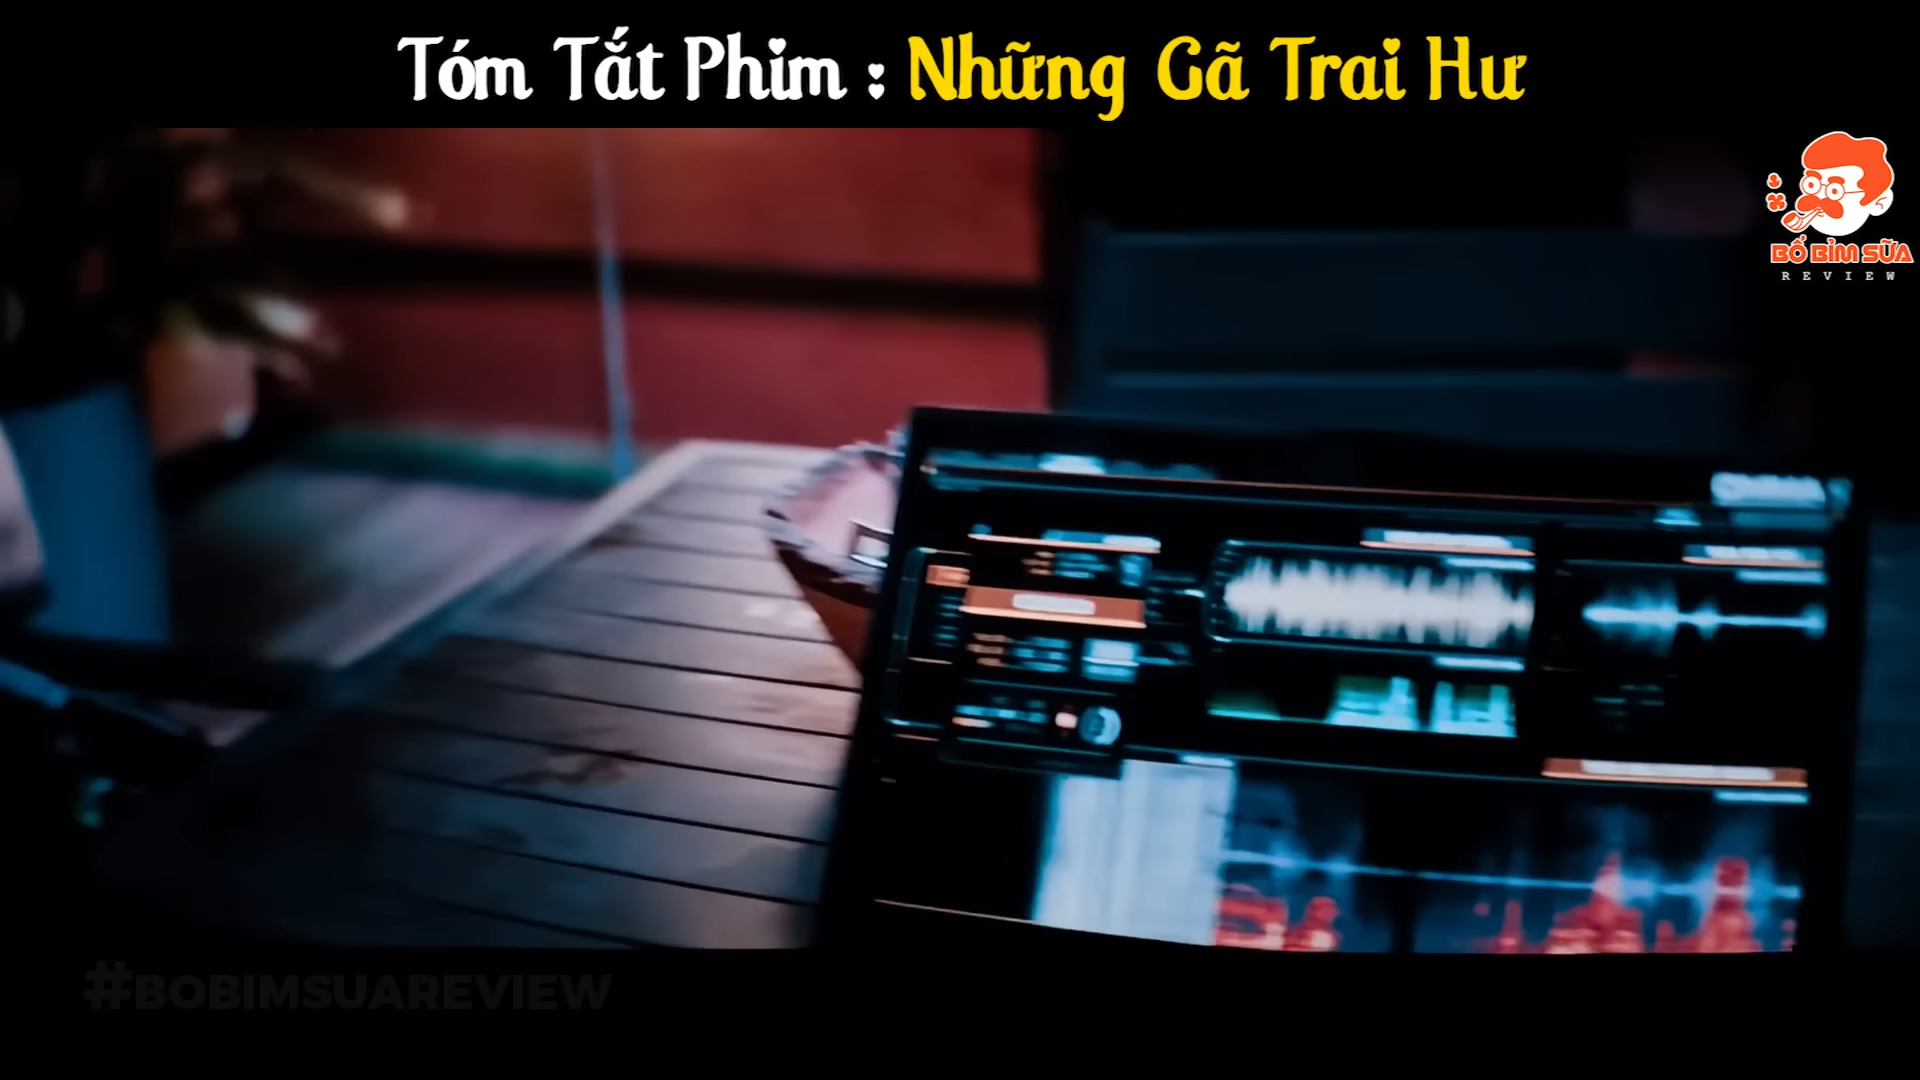 Tóm Tắt Phim : Những Gã Trai Hư
BỐ BỈM SỮA
REVIEW
#BOBIMSUAREVIEW